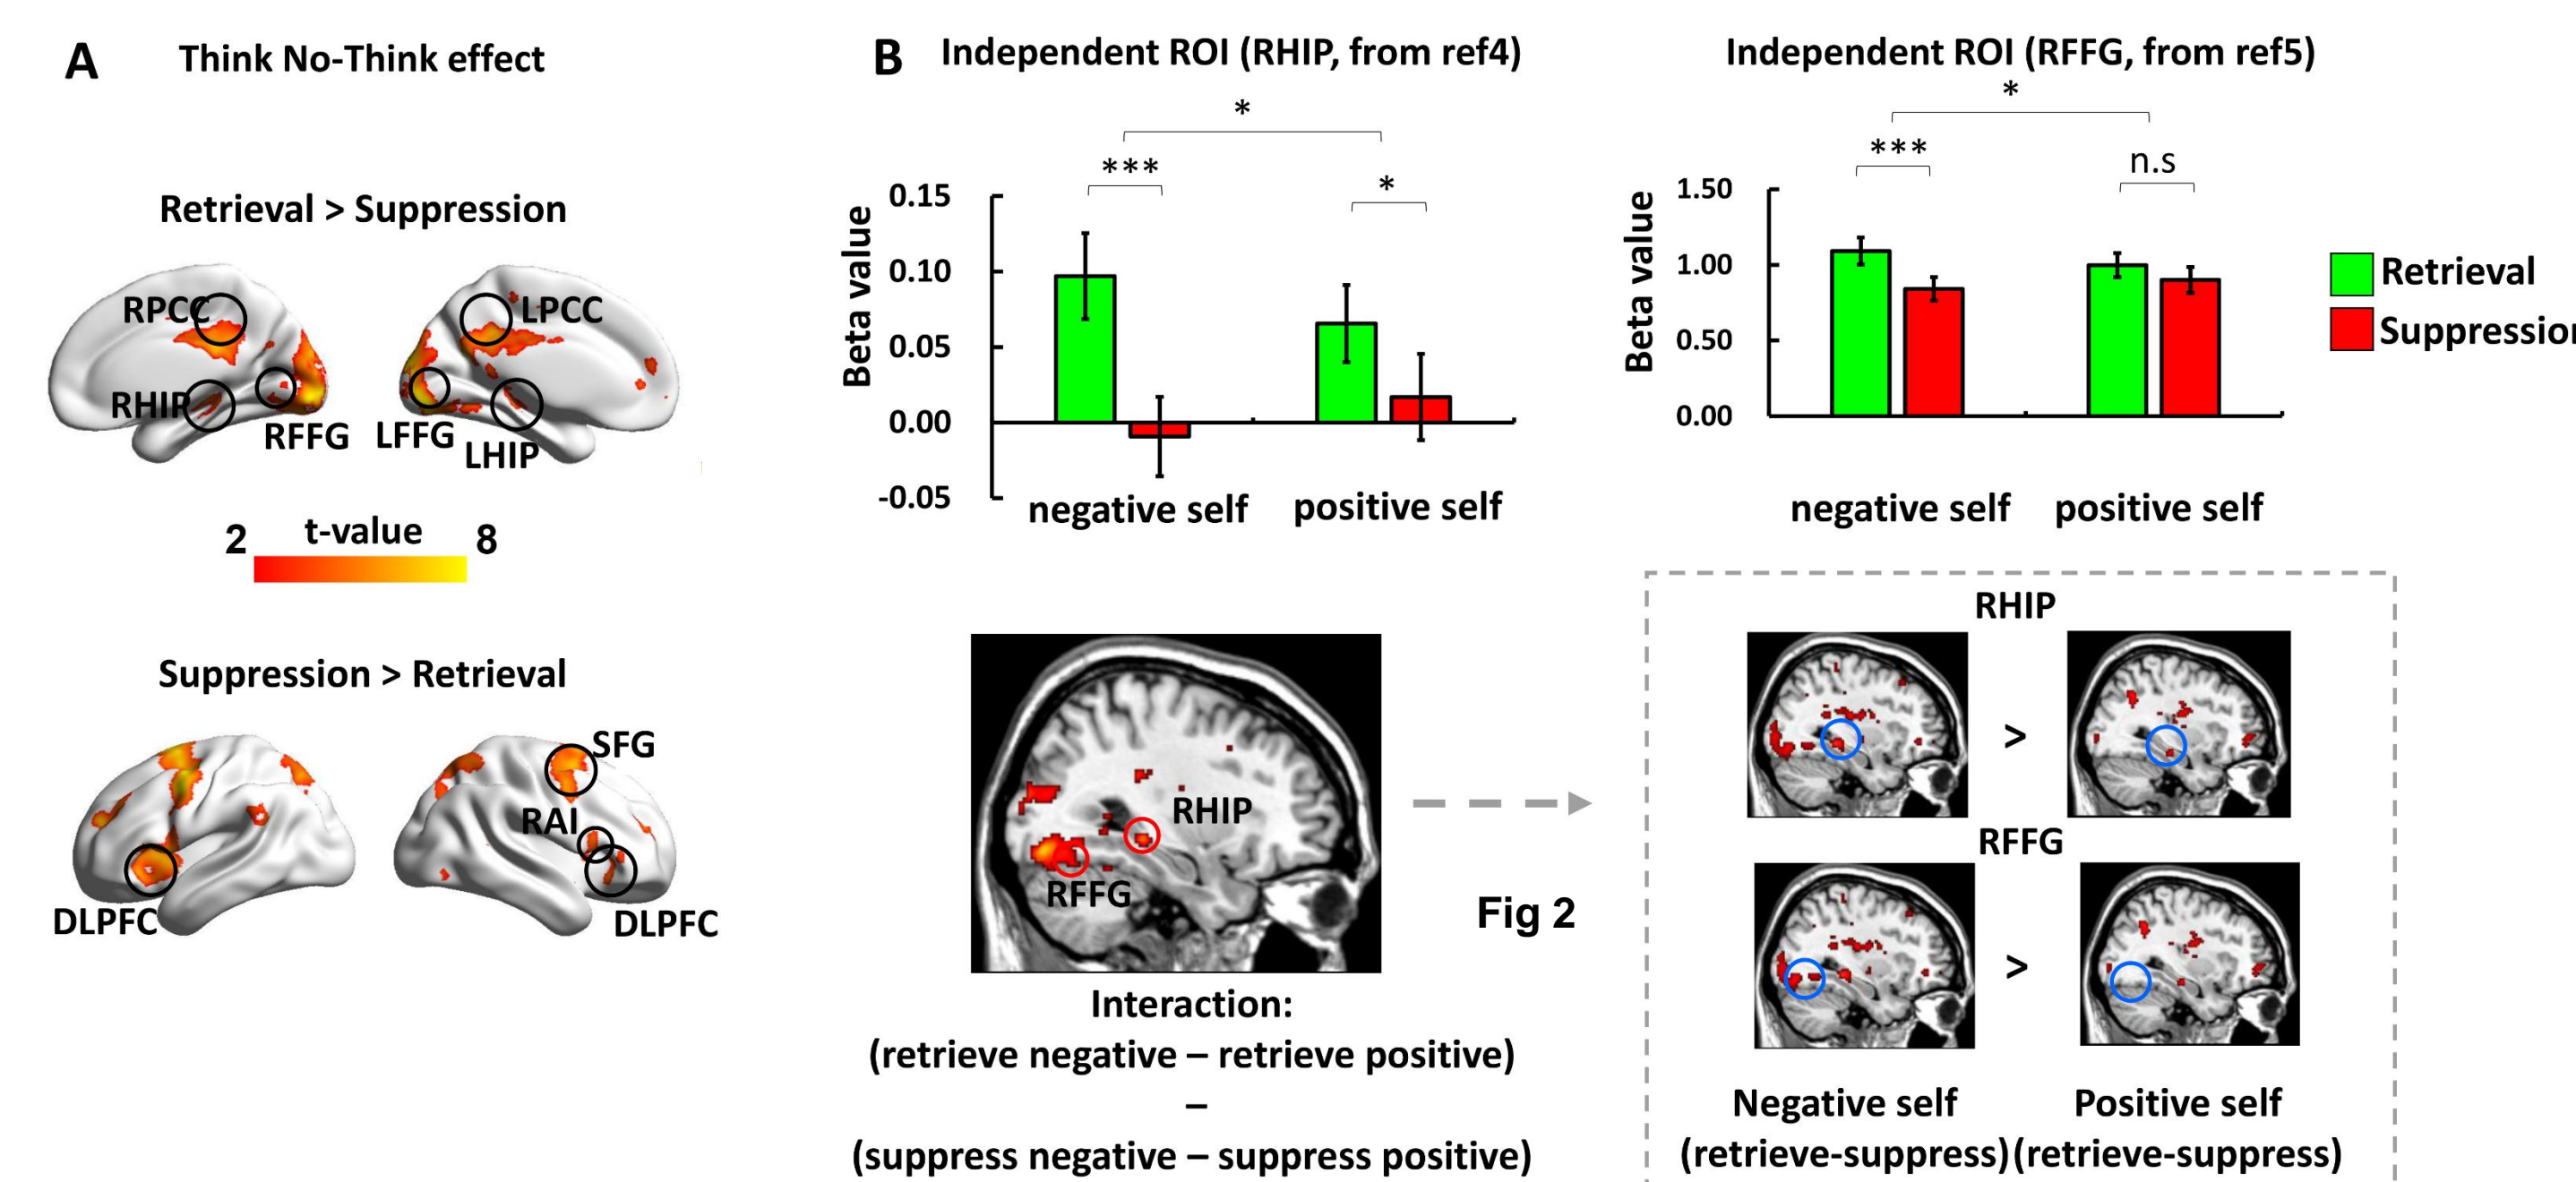 A
Think No-Think effect
Retrieval > Suppression
RPCC
LPCC
RHIP
RFFG
LFFG
LHIP
2
t-value
8
Suppression > Retrieval
SFG
RAI
DLPFC
DLPFC
B
Independent ROI (RHIP, from ref4)
*
***
*
Beta value
0.15
0.10
0.05
0.00
-0.05
negative self
positive self
Independent ROI (RFFG, from ref5)
*
***
n.s
Beta value
1.50
1.00
0.50
0.00
negative self
positive self
Retrieval
Suppression
RHIP
RFFG
Interaction:
(retrieve negative – retrieve positive)
–
(suppress negative – suppress positive)
Fig 2
RHIP
>
RFFG
>
Negative self
(retrieve-suppress)
Positive self
(retrieve-suppress)